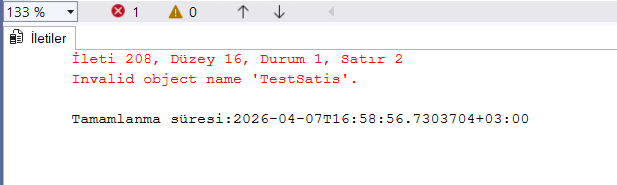 133 %
1
0
İletiler
İleti 208, Düzey 16, Durum 1, Satır 2
Invalid object name 'TestSatis'.
Tamamlanma süresi:2026-04-07T16:58:56.7303704+03:00